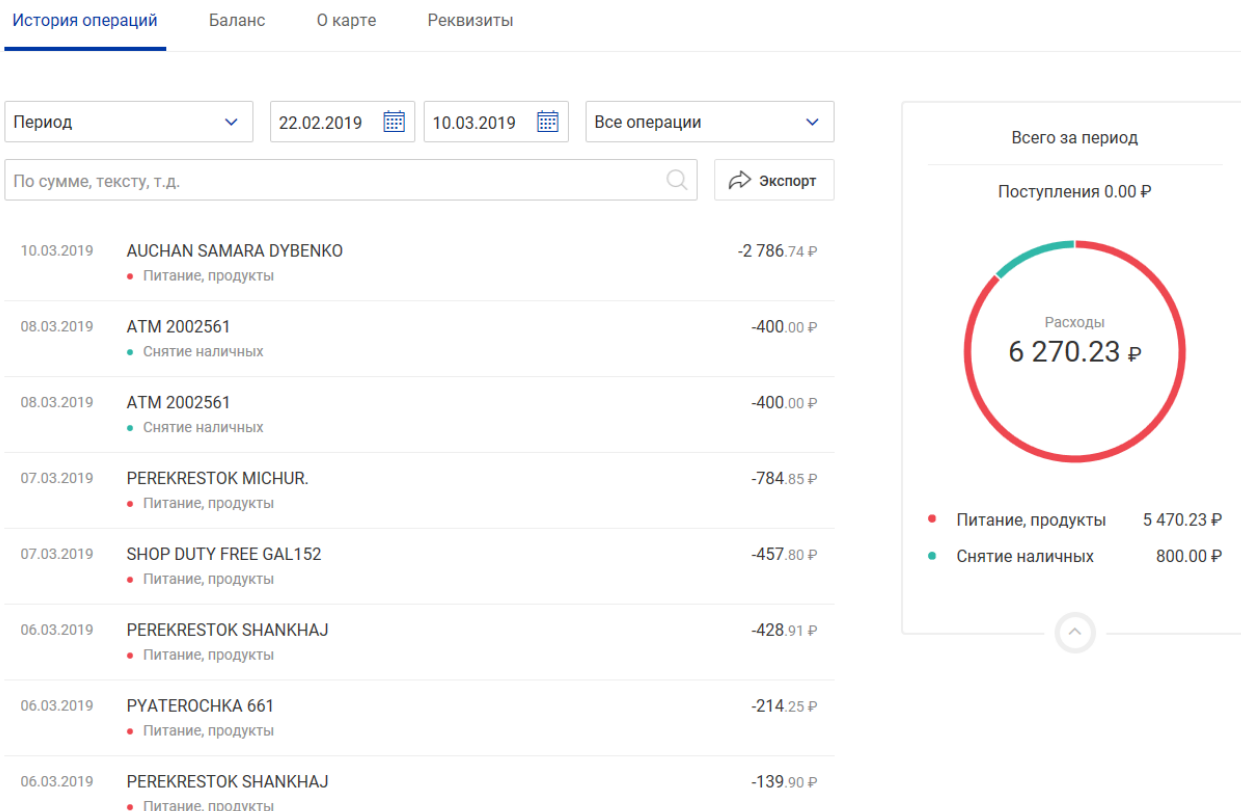 История операций Баланс О карте Реквизиты
Период 22.02.2019 10.03.2019 Все операции
По сумме, тексту, т.д. Экспорт
10.03.2019 AUCHAN SAMARA DYBENKO -2 786.74 ₽
Питание, продукты
08.03.2019 ATM 2002561 -400.00 ₽
Снятие наличных
08.03.2019 ATM 2002561 -400.00 ₽
Снятие наличных
07.03.2019 PEREKRESTOK MICHUR. -784.85 ₽
Питание, продукты
07.03.2019 SHOP DUTY FREE GAL152 -457.80 ₽
Питание, продукты
06.03.2019 PEREKRESTOK SHANKHAJ -428.91 ₽
Питание, продукты
06.03.2019 PYATEROCHKA 661 -214.25 ₽
Питание, продукты
06.03.2019 PEREKRESTOK SHANKHAJ -139.90 ₽
Питание, продукты
Всего за период
Поступления 0.00 ₽
Расходы
6 270.23 ₽
Питание, продукты 5 470.23 ₽
Снятие наличных 800.00 ₽